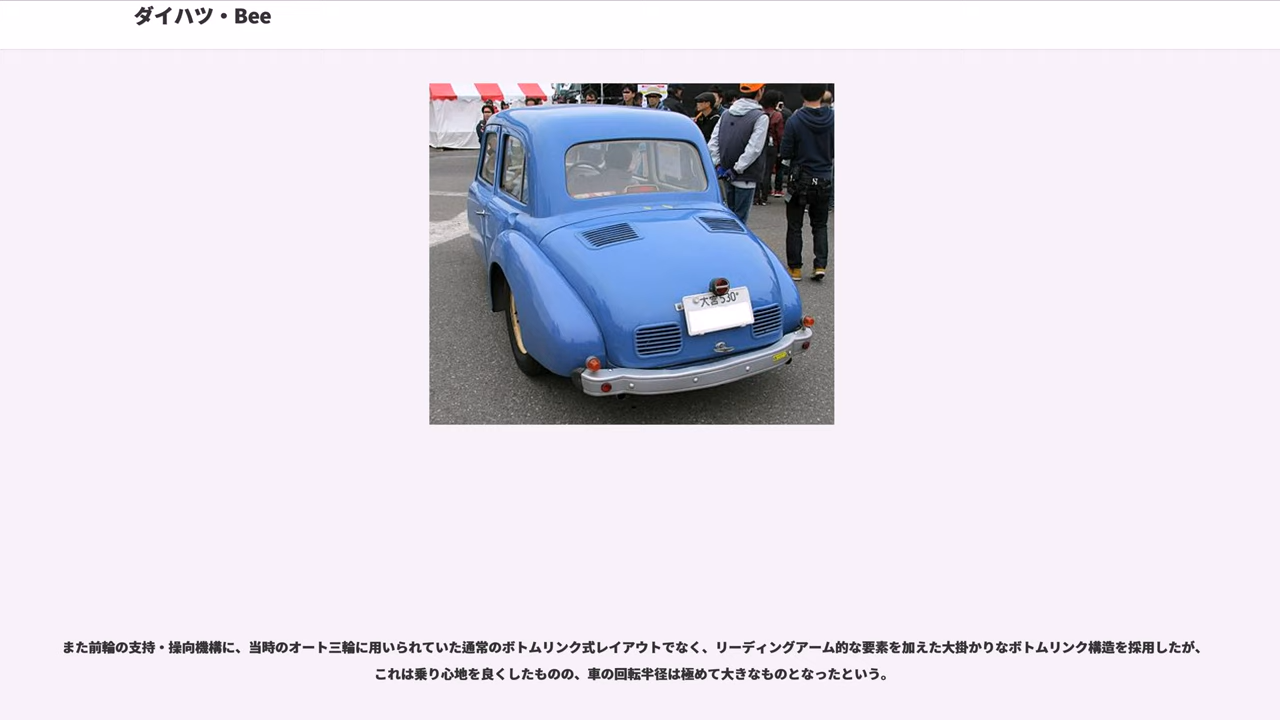 ダイハツ・Bee
大宮530
また前輪の支持・操向機構に、当時のオート三輪に用いられていた通常のボトムリンク式レイアウトでなく、リーディングアーム的な要素を加えた大掛かりなボトムリンク構造を採用したが、
これは乗り心地を良くしたものの、車の回転半径は極めて大きなものとなったという。